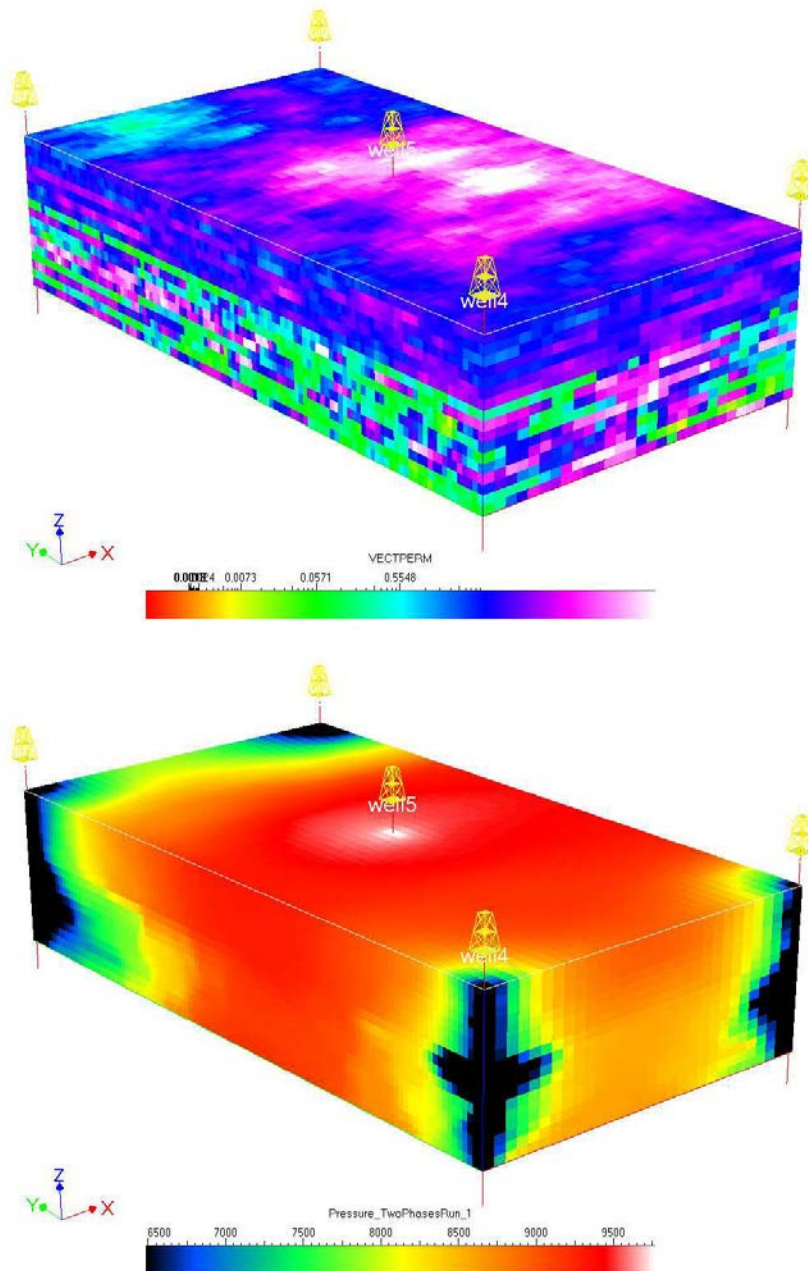 well5
well4
Z
Y X
VECTPERM
0.0073 0.0571 0.5548
well5
well4
Z
Y X
Pressure_TwoPhasesRun_1
6500 7000 7500 8000 8500 9000 9500